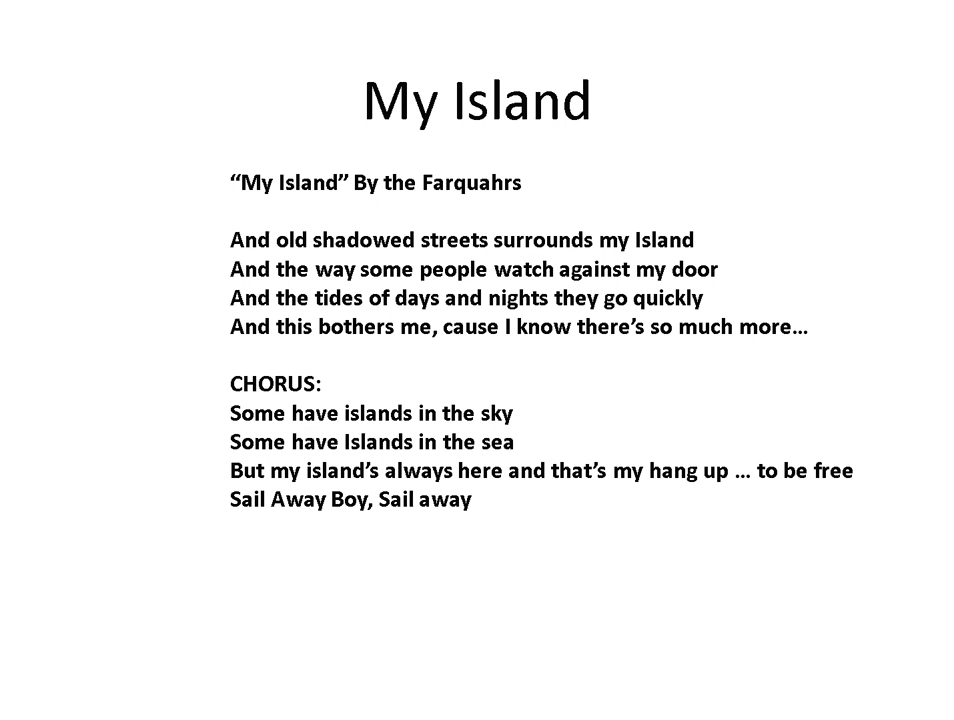 My Island
“My Island” By the Farquahrs
And old shadowed streets surrounds my Island
And the way some people watch against my door
And the tides of days and nights they go quickly
And this bothers me, cause I know there’s so much more…
CHORUS:
Some have islands in the sky
Some have Islands in the sea
But my island’s always here and that’s my hang up … to be free
Sail Away Boy, Sail away